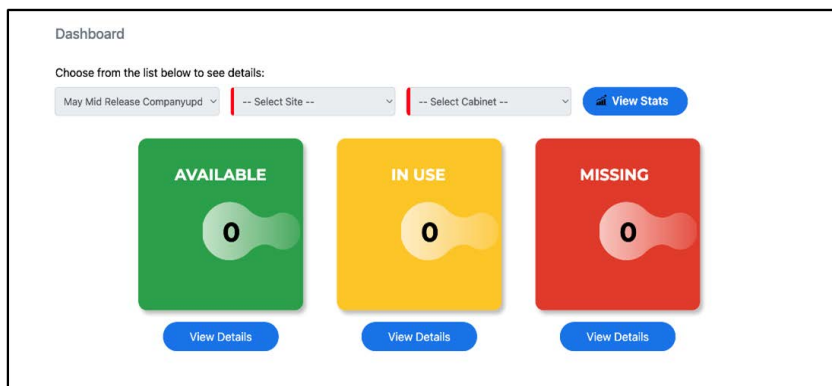 Dashboard
Choose from the list below to see details:
May Mid Release Companyupd -- Select Site -- -- Select Cabinet -- View Stats
AVAILABLE IN USE MISSING
0 0 0
View Details View Details View Details